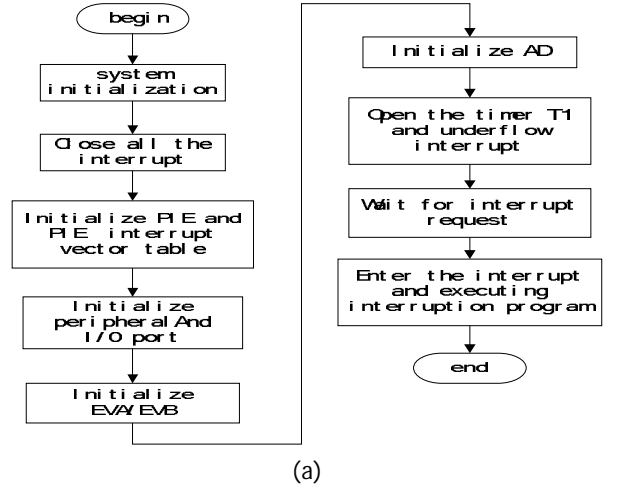 begin
system
initialization
Close all the
interrupt
Initialize PIE and
PIE interrupt
vector table
Initialize
peripheral And
I/O port
Initialize
EVA/EVB
Initialize AD
Open the timer T1
and underflow
interrupt
Wait for interrupt
request
Enter the interrupt
and executing
interruption program
end
(a)